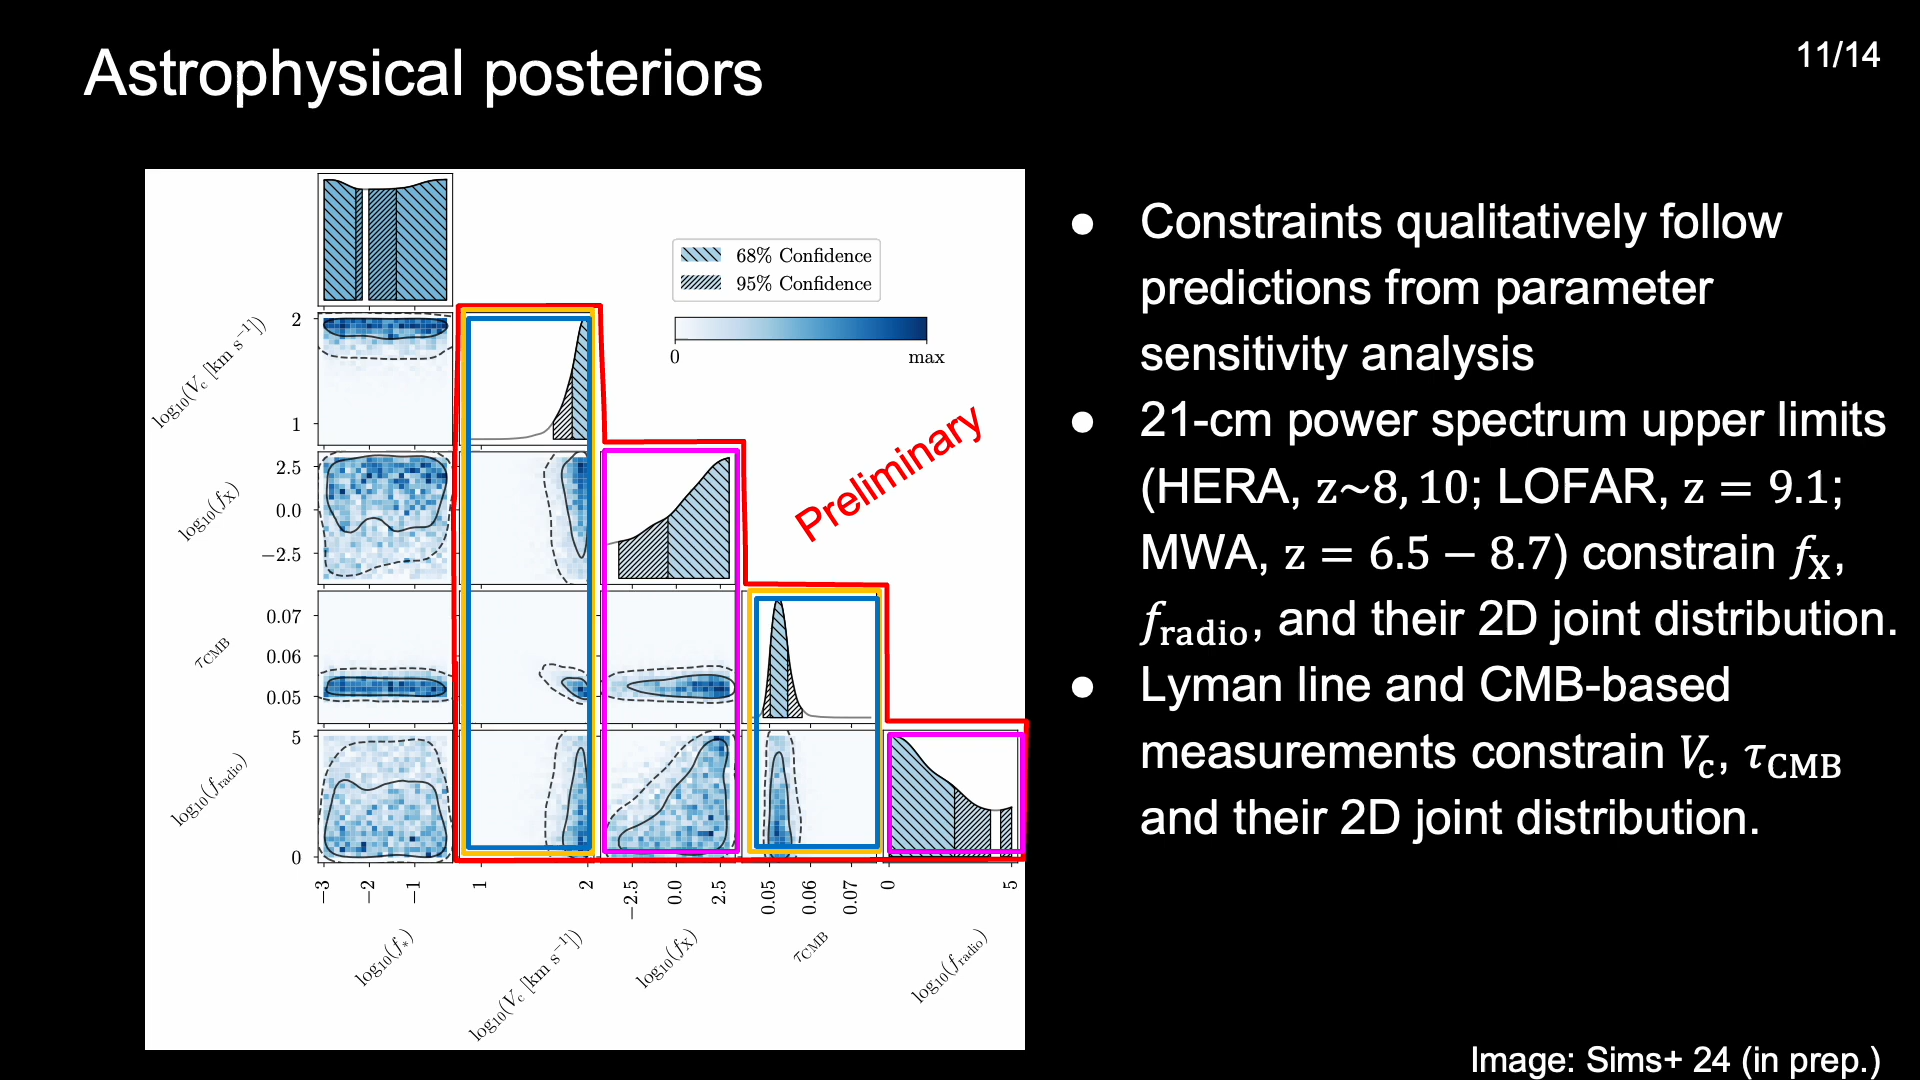 Astrophysical posteriors
11/14
68% Confidence
95% Confidence
0
max
Preliminary
log₁₀(V_c [km s⁻¹])
2
1
log₁₀(f_X)
2.5
0.0
−2.5
τ_CMB
0.07
0.06
0.05
log₁₀(f_radio)
5
0
−3 −2 −1
1 2
−2.5 0.0 2.5
0.05 0.06 0.07
0 5
log₁₀(f_*)
log₁₀(V_c [km s⁻¹])
log₁₀(f_X)
τ_CMB
log₁₀(f_radio)
● Constraints qualitatively follow
predictions from parameter
sensitivity analysis
● 21-cm power spectrum upper limits
(HERA, z~8, 10; LOFAR, z = 9.1;
MWA, z = 6.5 − 8.7) constrain f_X,
f_radio, and their 2D joint distribution.
● Lyman line and CMB-based
measurements constrain V_c, τ_CMB
and their 2D joint distribution.
Image: Sims+ 24 (in prep.)